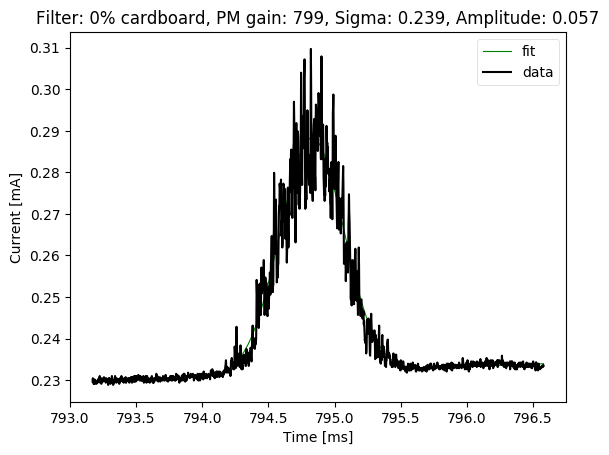 Filter: 0% cardboard, PM gain: 799, Sigma: 0.239, Amplitude: 0.057
fit
data
0.31
0.30
0.29
0.28
0.27
0.26
0.25
0.24
0.23
Current [mA]
793.0 793.5 794.0 794.5 795.0 795.5 796.0 796.5
Time [ms]